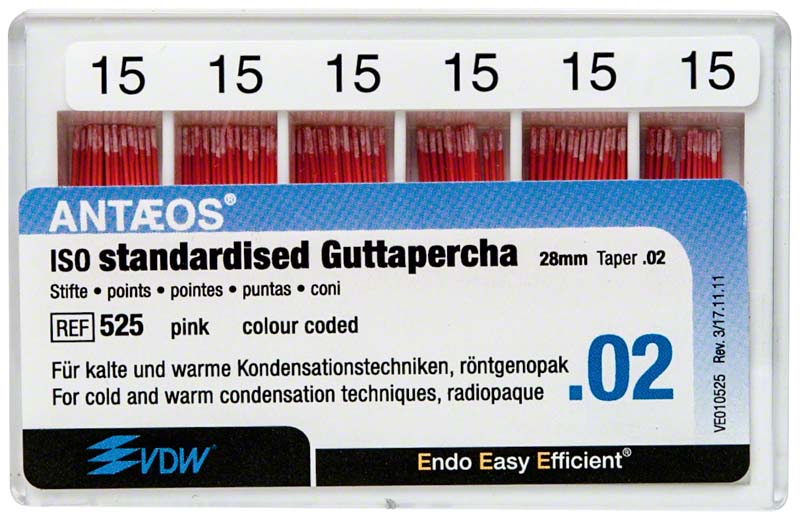 15 15 15 15 15 15
ANTÆOS®
ISO standardised Guttapercha 28mm Taper .02
Stifte • points • pointes • puntas • coni
REF 525 pink colour coded
Für kalte und warme Kondensationstechniken, röntgenopak
For cold and warm condensation techniques, radiopaque
.02
VE010525 Rev. 3/17.11.11
VDW®
Endo Easy Efficient®